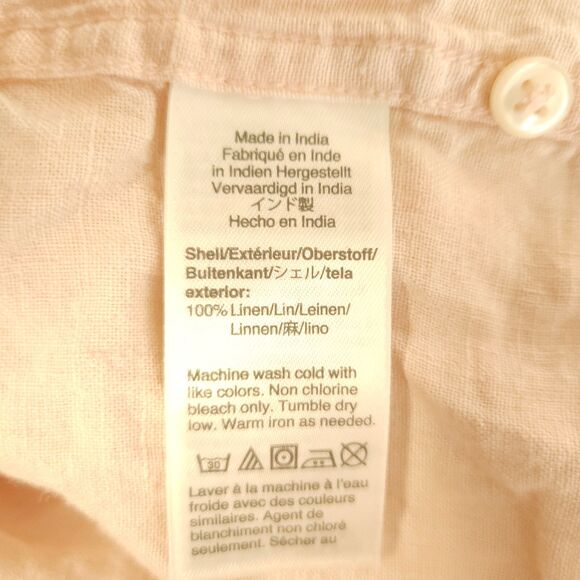 Made in India
Fabriqué en Inde
in Indien Hergestellt
Vervaardigd in India
インド製
Hecho en India
Shell/Extérieur/Oberstoff/
Buitenkant/シェル/tela
exterior:
100% Linen/Lin/Leinen/
Linnen/麻/lino
Machine wash cold with
like colors. Non chlorine
bleach only. Tumble dry
low. Warm iron as needed.
30
Laver à la machine à l'eau
froide avec des couleurs
similaires. Agent de
blanchiment non chloré
seulement. Sécher au